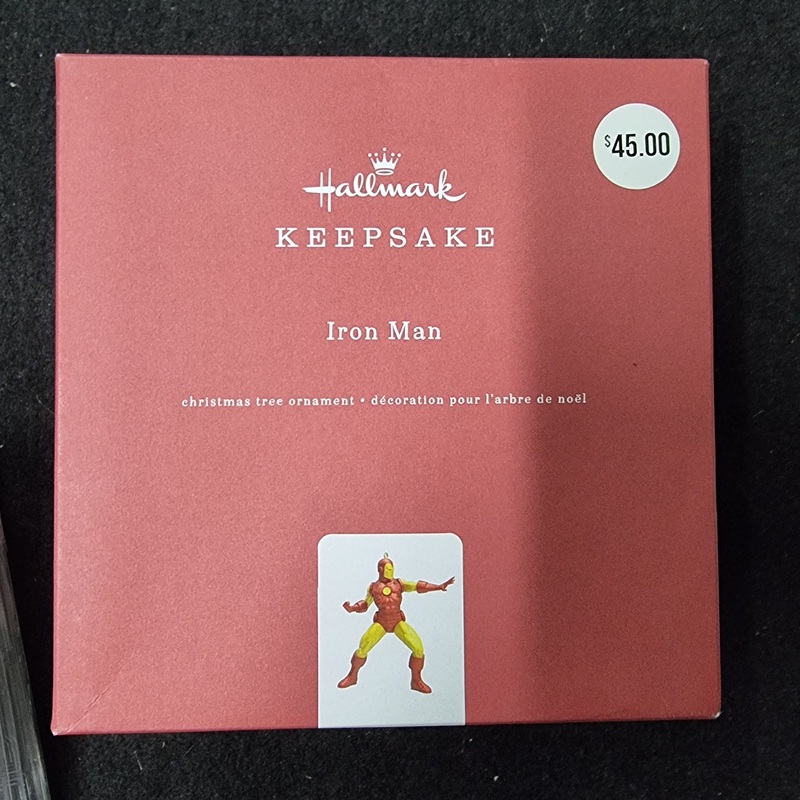 $45.00
Hallmark
KEEPSAKE
Iron Man
christmas tree ornament • décoration pour l'arbre de noël